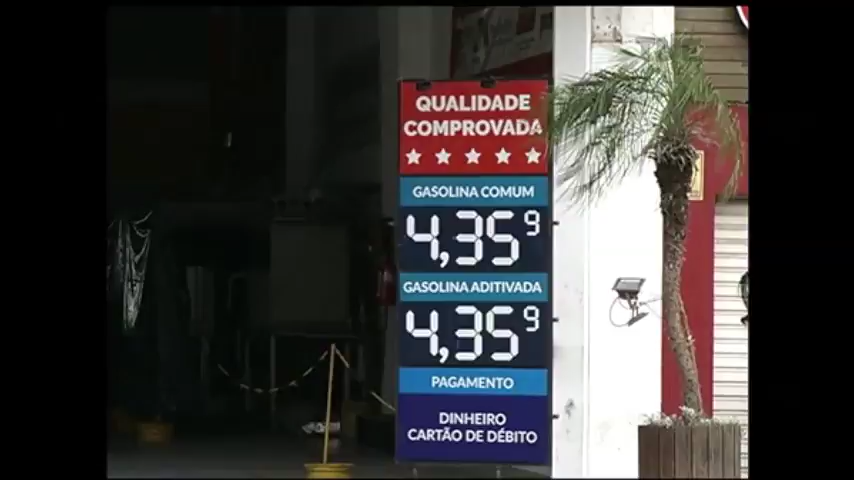 QUALIDADE
COMPROVADA
GASOLINA COMUM
4,359
GASOLINA ADITIVADA
4,359
PAGAMENTO
DINHEIRO
CARTÃO DE DÉBITO